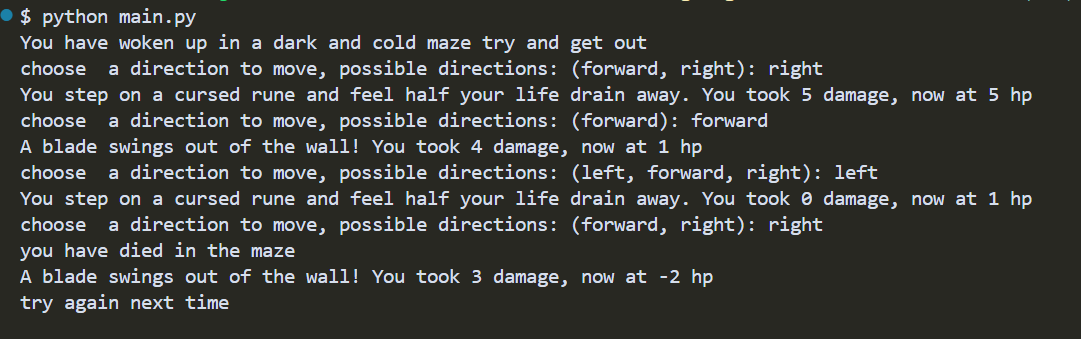 $ python main.py
You have woken up in a dark and cold maze try and get out
choose  a direction to move, possible directions: (forward, right): right
You step on a cursed rune and feel half your life drain away. You took 5 damage, now at 5 hp
choose  a direction to move, possible directions: (forward): forward
A blade swings out of the wall! You took 4 damage, now at 1 hp
choose  a direction to move, possible directions: (left, forward, right): left
You step on a cursed rune and feel half your life drain away. You took 0 damage, now at 1 hp
choose  a direction to move, possible directions: (forward, right): right
you have died in the maze
A blade swings out of the wall! You took 3 damage, now at -2 hp
try again next time